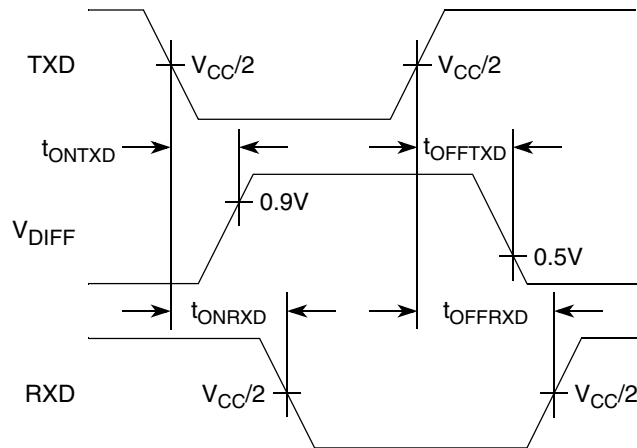 TXD V_CC/2 V_CC/2
t_ONTXD t_OFFTXD
V_DIFF 0.9V 0.5V
t_ONRXD t_OFFRXD
RXD V_CC/2 V_CC/2